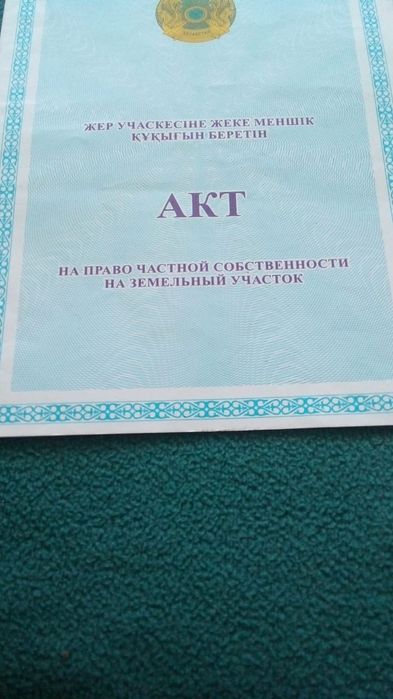 ЖЕР УЧАСКЕСІНЕ ЖЕКЕ МЕНШІК
ҚҰҚЫҒЫН БЕРЕТІН
АКТ
НА ПРАВО ЧАСТНОЙ СОБСТВЕННОСТИ
НА ЗЕМЕЛЬНЫЙ УЧАСТОК